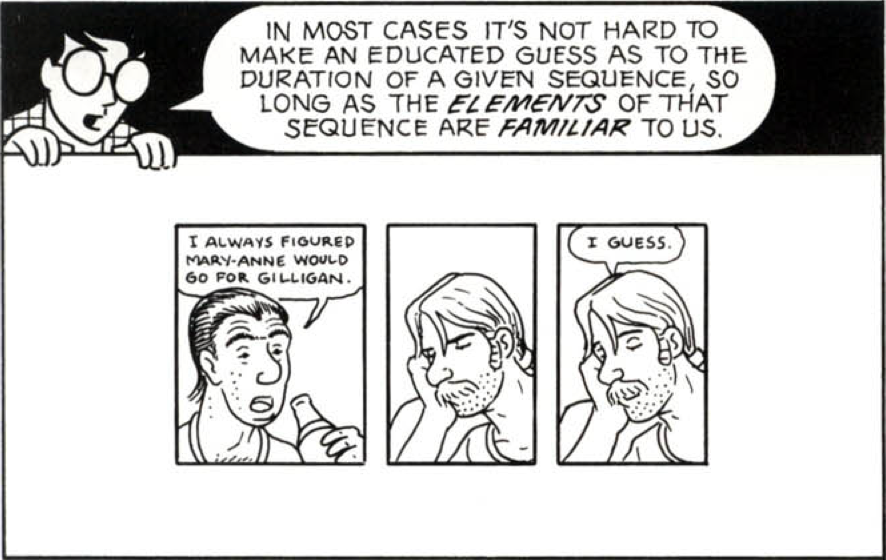 IN MOST CASES IT'S NOT HARD TO
MAKE AN EDUCATED GUESS AS TO THE
DURATION OF A GIVEN SEQUENCE, SO
LONG AS THE ELEMENTS OF THAT
SEQUENCE ARE FAMILIAR TO US.
I ALWAYS FIGURED
MARY-ANNE WOULD
GO FOR GILLIGAN.
I GUESS.